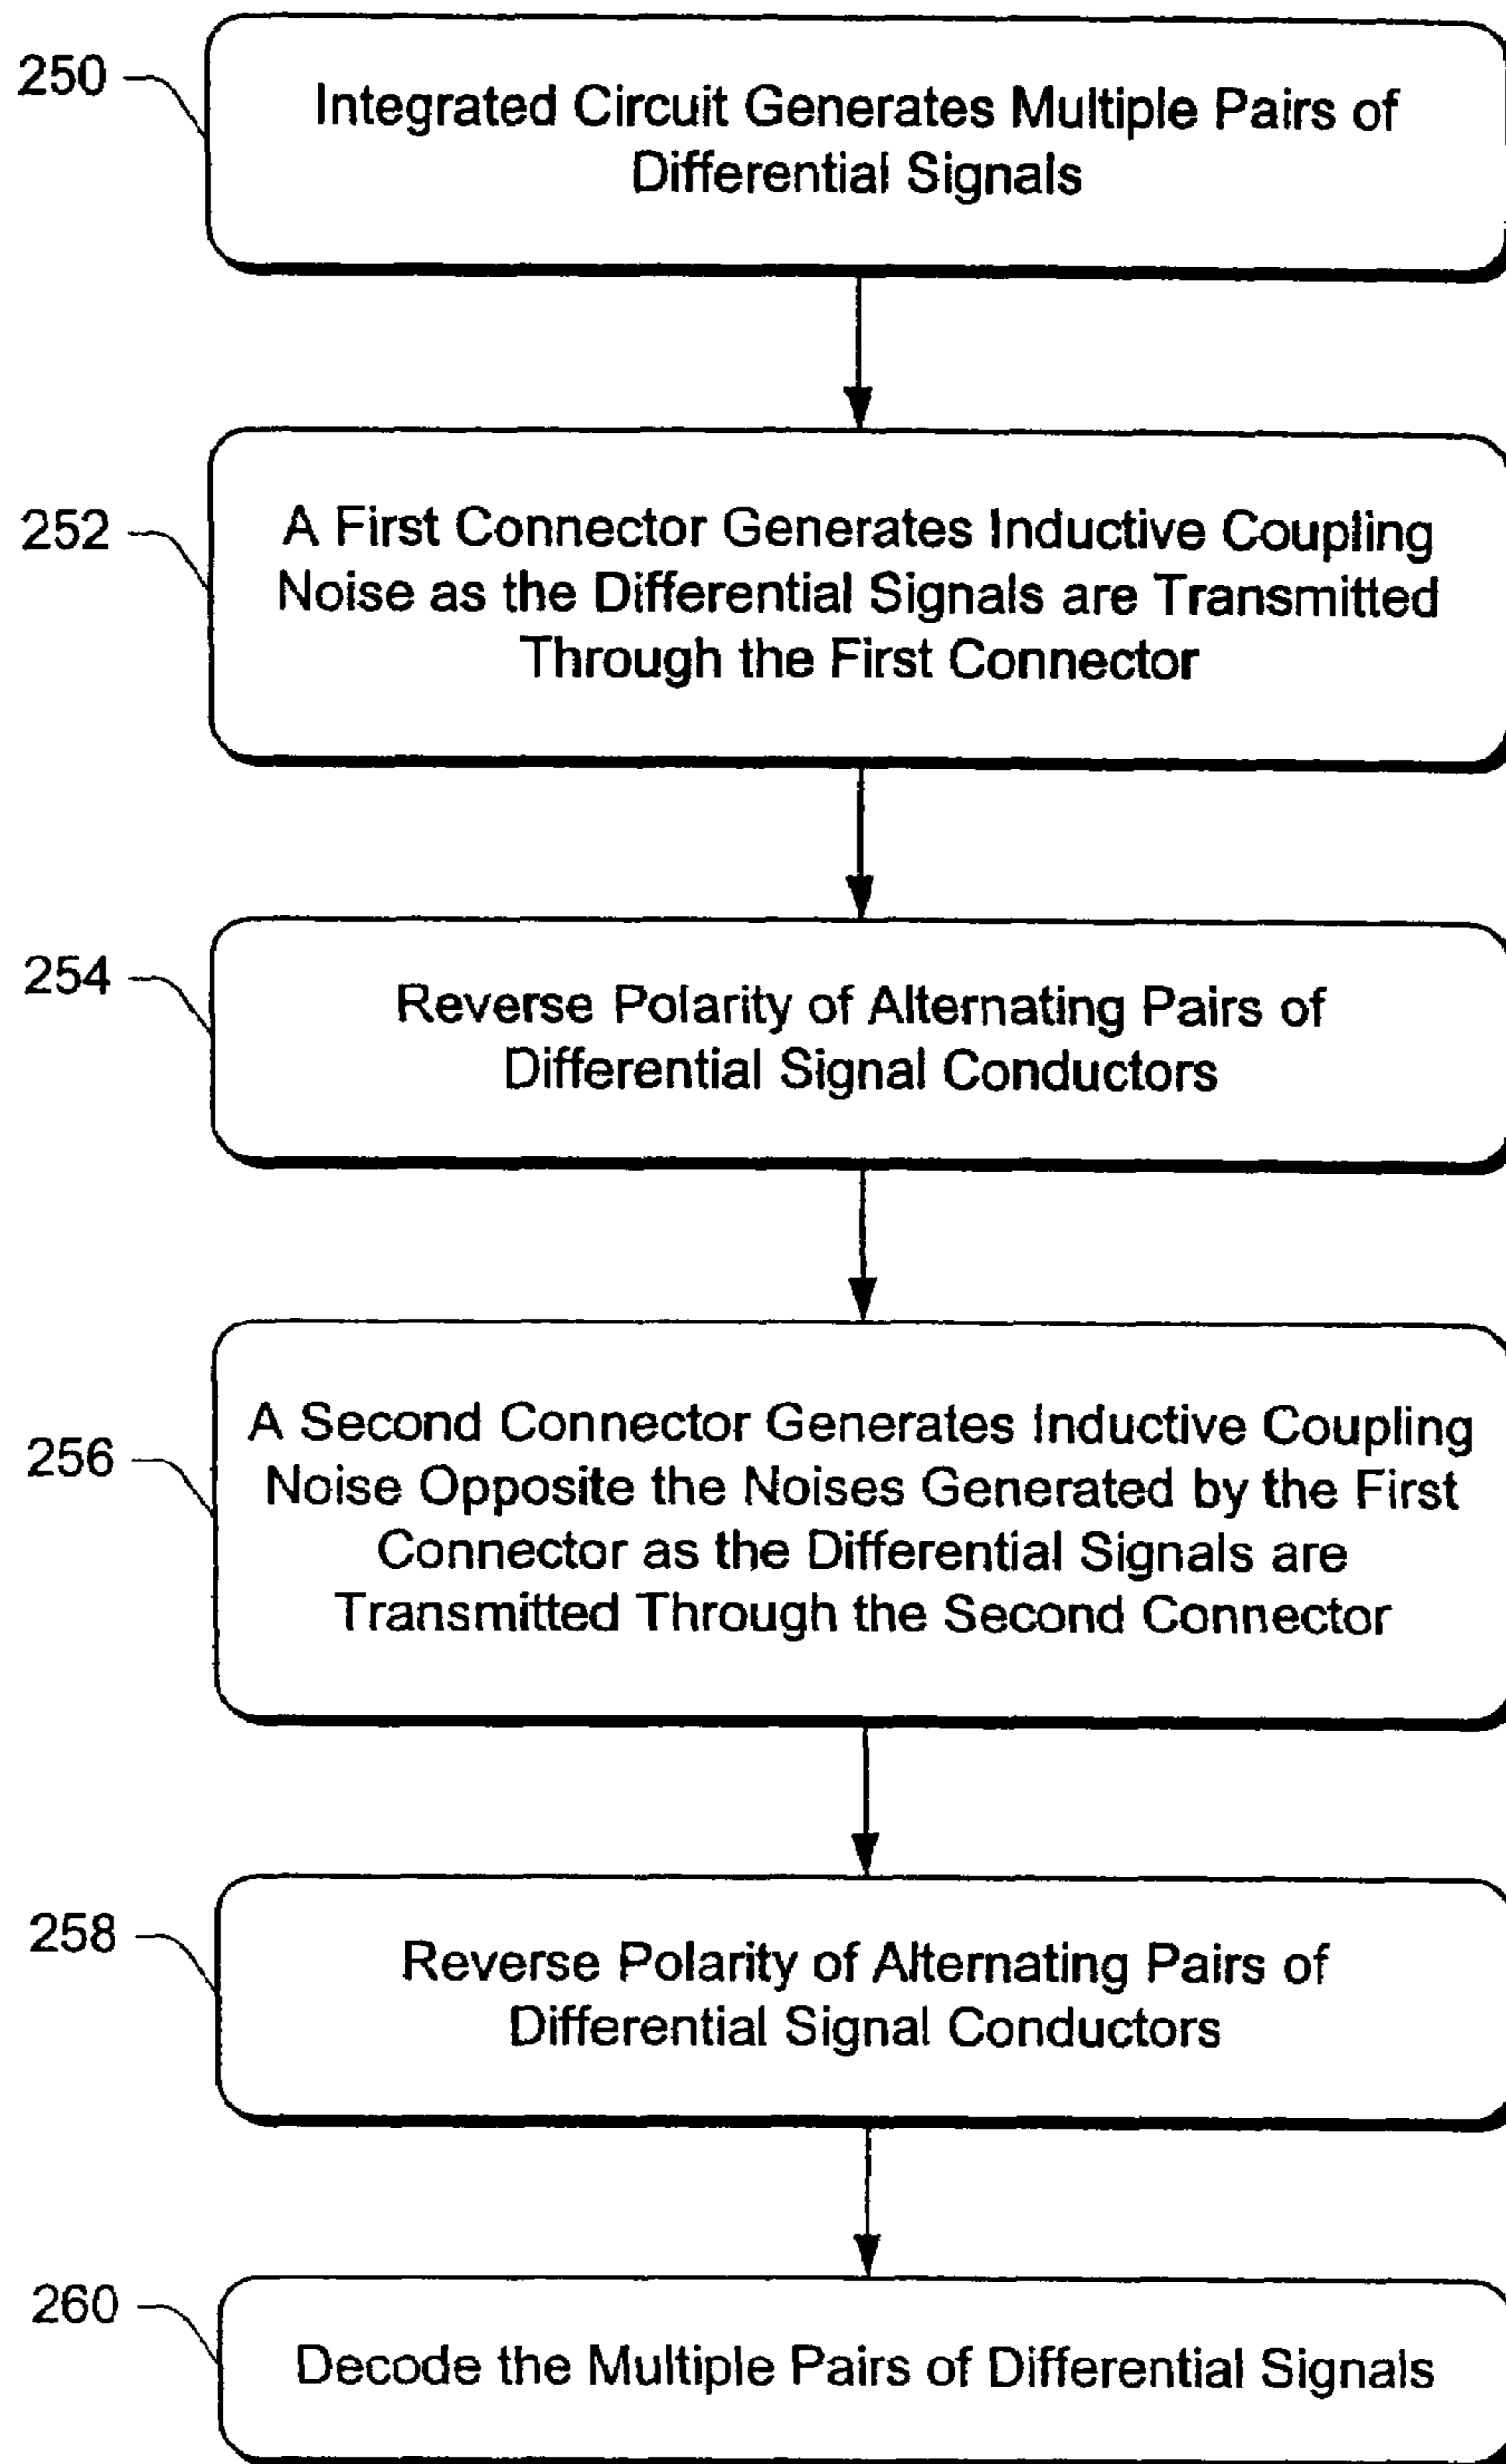 250
Integrated Circuit Generates Multiple Pairs of
Differential Signals
252
A First Connector Generates Inductive Coupling
Noise as the Differential Signals are Transmitted
Through the First Connector
254
Reverse Polarity of Alternating Pairs of
Differential Signal Conductors
256
A Second Connector Generates Inductive Coupling
Noise Opposite the Noises Generated by the First
Connector as the Differential Signals are
Transmitted Through the Second Connector
258
Reverse Polarity of Alternating Pairs of
Differential Signal Conductors
260
Decode the Multiple Pairs of Differential Signals